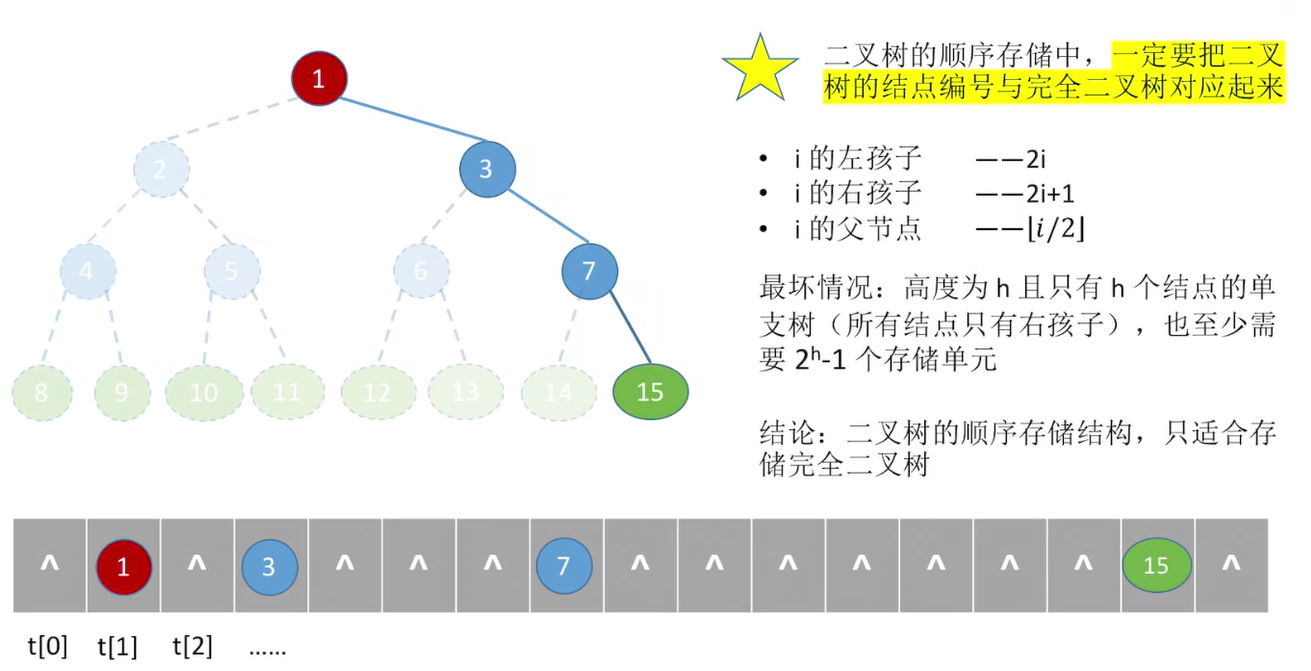 1
2
3
4
5
6
7
8
9
10
11
12
13
14
15
二叉树的顺序存储中，一定要把二叉
树的结点编号与完全二叉树对应起来
• i 的左孩子 ——2i
• i 的右孩子 ——2i+1
• i 的父节点 ——⌊i/2⌋
最坏情况：高度为 h 且只有 h 个结点的单
支树（所有结点只有右孩子），也至少需
要 2ʰ-1 个存储单元
结论：二叉树的顺序存储结构，只适合存
储完全二叉树
^ 1 ^ 3 ^ ^ ^ 7 ^ ^ ^ ^ ^ ^ ^ 15 ^
t[0] t[1] t[2] ......